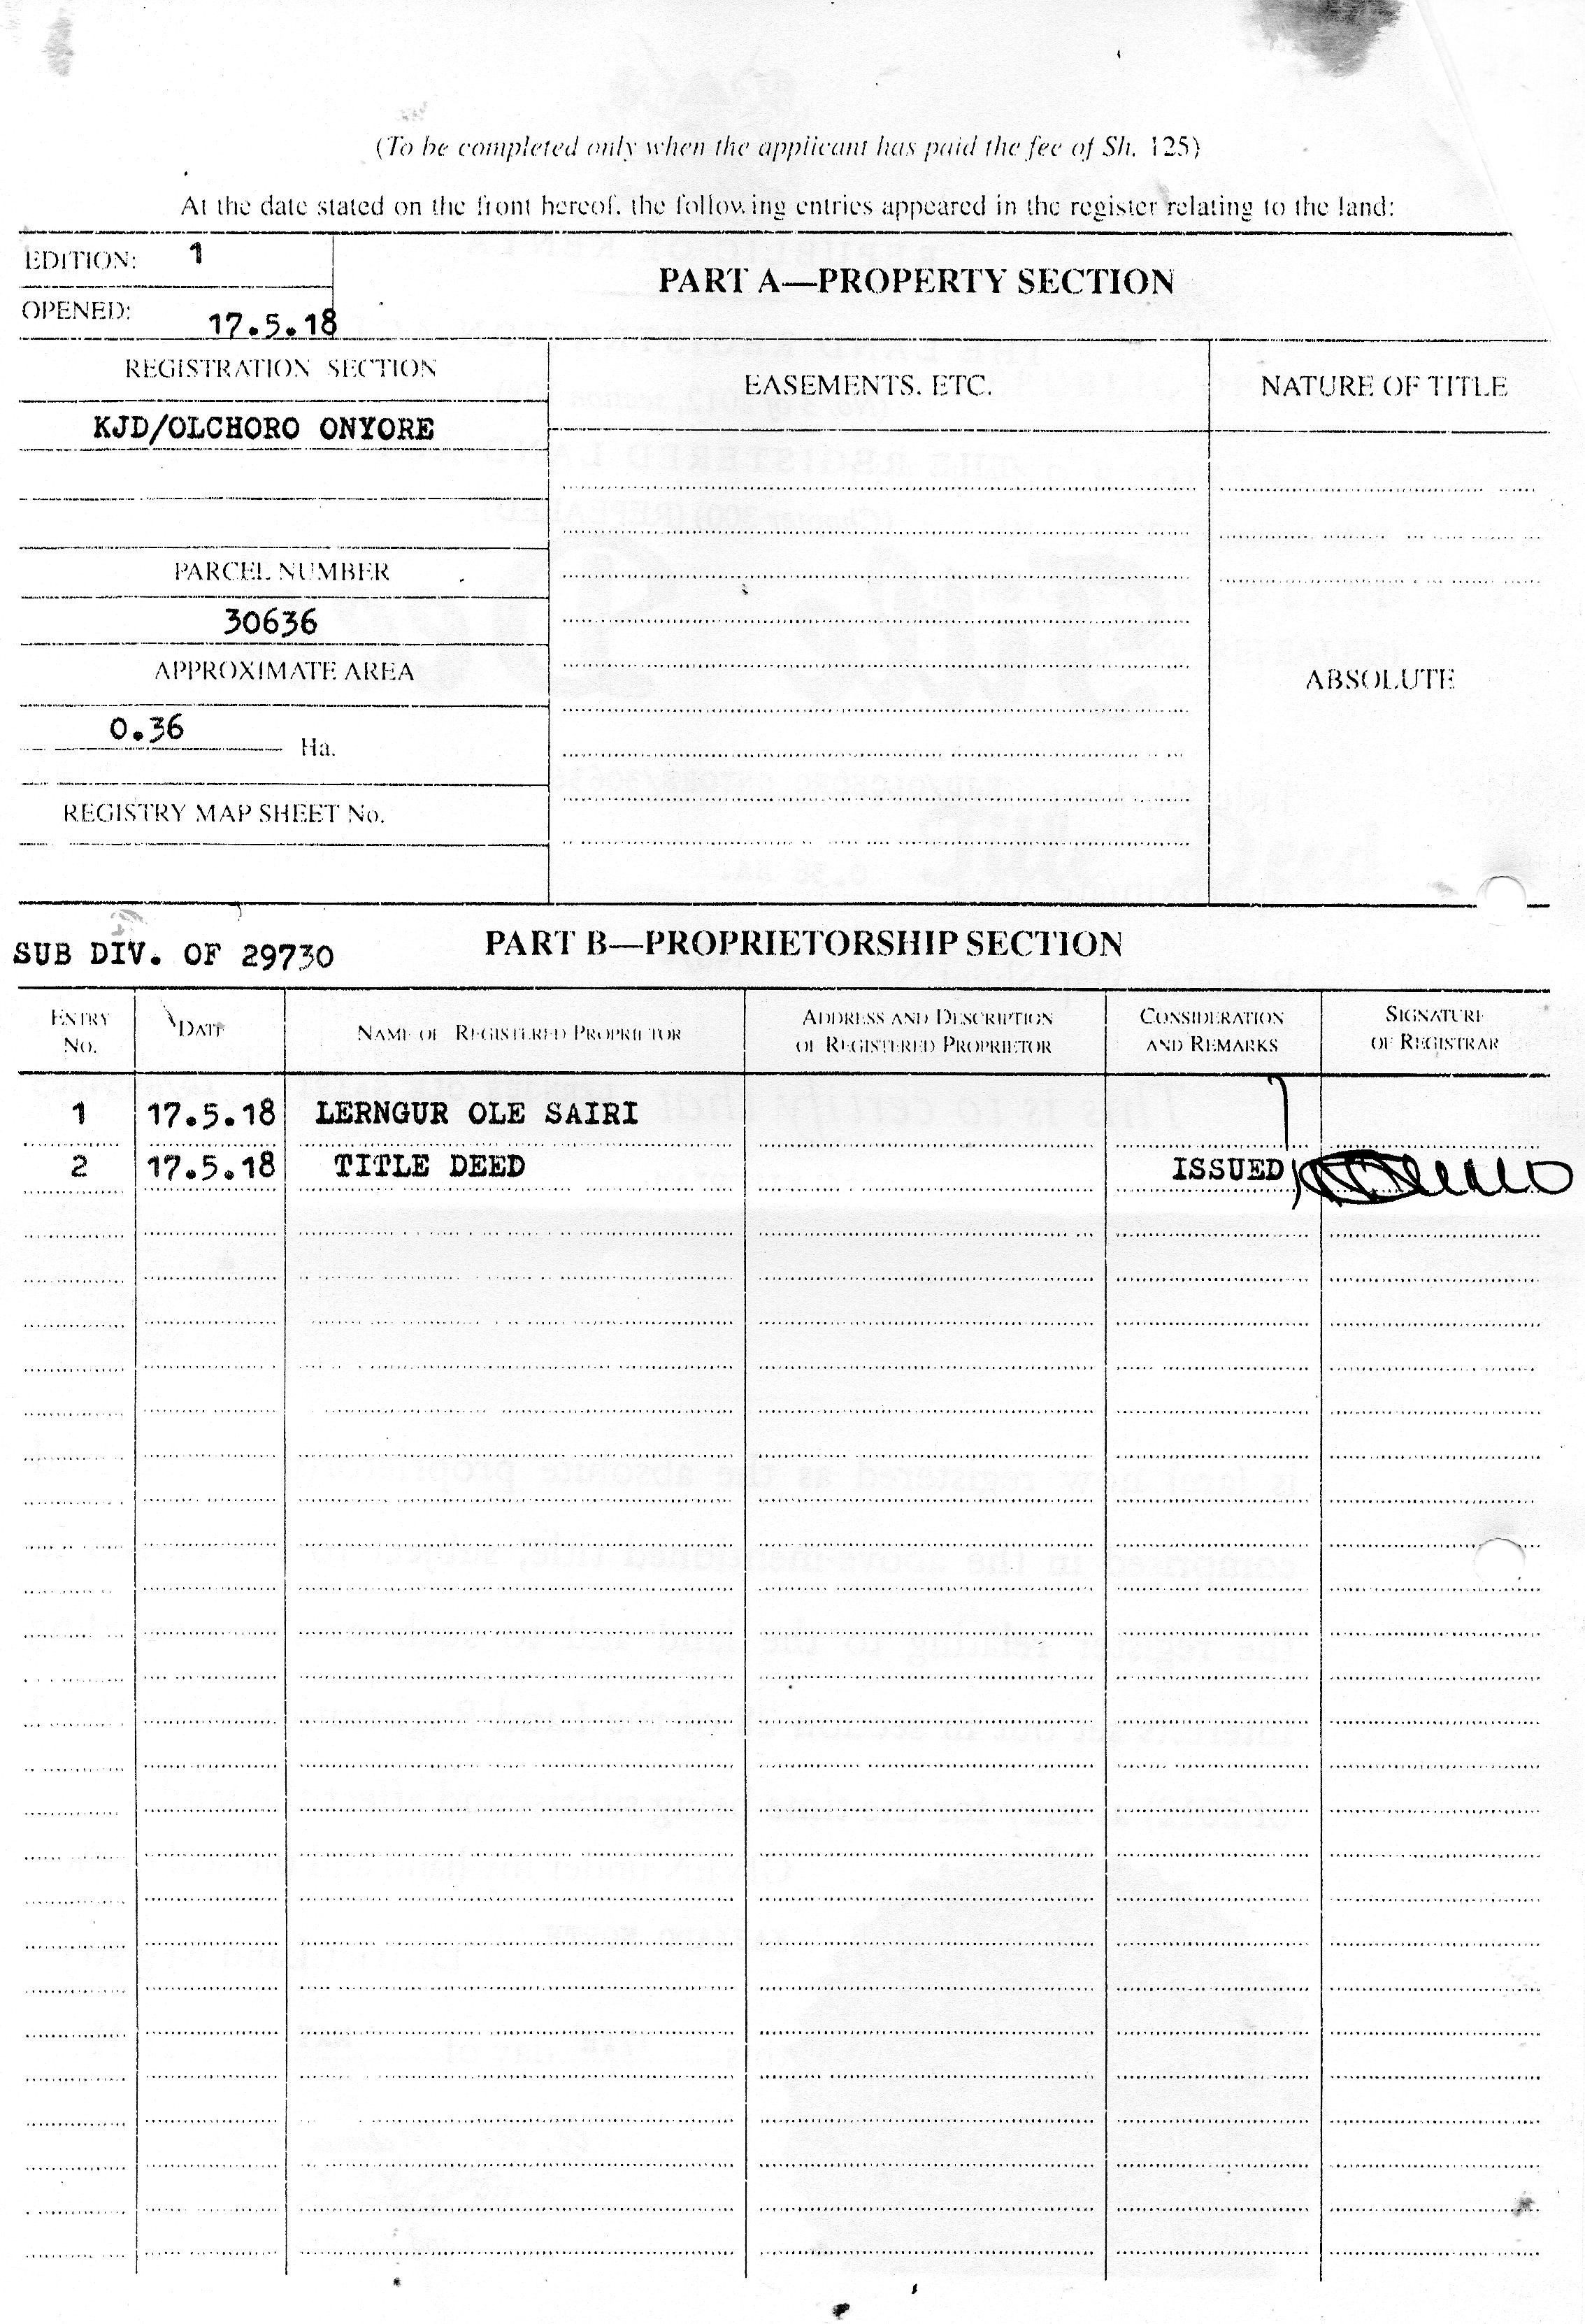 (To be completed only when the applicant has paid the fee of Sh. 125)
At the date stated on the front hereof, the following entries appeared in the register relating to the land:
EDITION: 1
OPENED: 17.5.18
PART A—PROPERTY SECTION
REGISTRATION SECTION
EASEMENTS, ETC.
NATURE OF TITLE
KJD/OLCHORO ONYORE
PARCEL NUMBER
30636
APPROXIMATE AREA
0.36 Ha.
ABSOLUTE
REGISTRY MAP SHEET No.
SUB DIV. OF 29730
PART B—PROPRIETORSHIP SECTION
ENTRY No.
DATE
NAME OF REGISTERED PROPRIETOR
ADDRESS AND DESCRIPTION OF REGISTERED PROPRIETOR
CONSIDERATION AND REMARKS
SIGNATURE OF REGISTRAR
1 17.5.18 LERNGUR OLE SAIRI
2 17.5.18 TITLE DEED ISSUED